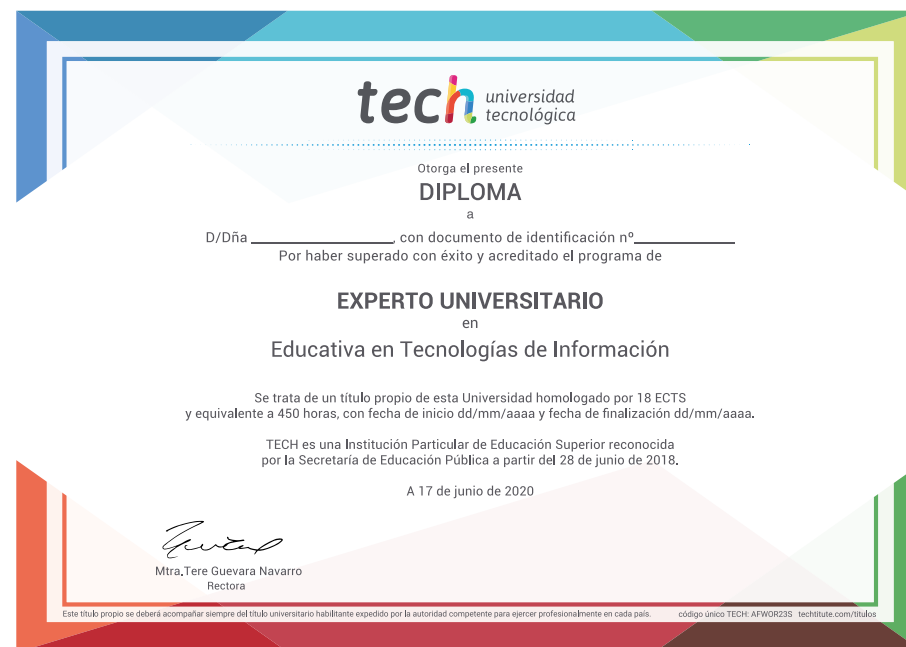 tech universidad
tecnológica
Otorga el presente
DIPLOMA
a
D/Dña ____________________, con documento de identificación nº______________
Por haber superado con éxito y acreditado el programa de
EXPERTO UNIVERSITARIO
en
Educativa en Tecnologías de Información
Se trata de un título propio de esta Universidad homologado por 18 ECTS
y equivalente a 450 horas, con fecha de inicio dd/mm/aaaa y fecha de finalización dd/mm/aaaa.
TECH es una Institución Particular de Educación Superior reconocida
por la Secretaría de Educación Pública a partir del 28 de junio de 2018.
A 17 de junio de 2020
Mtra.Tere Guevara Navarro
Rectora
Este título propio se deberá acompañar siempre del título universitario habilitante expedido por la autoridad competente para ejercer profesionalmente en cada país. código único TECH: AFWOR23S techtitute.com/titulos